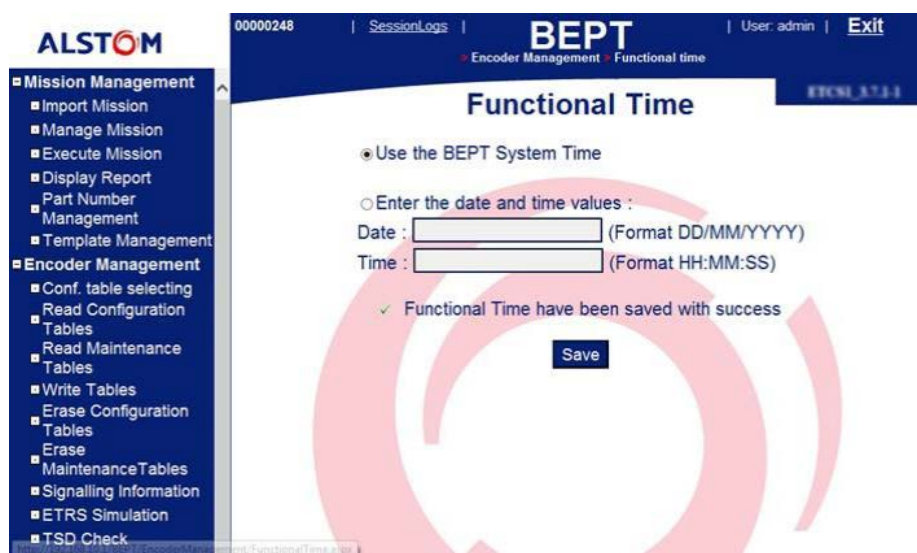 ALSTOM
00000248 | SessionLogs | BEPT | User: admin | Exit
Encoder Management Functional time
Mission Management
Import Mission
Manage Mission
Execute Mission
Display Report
Part Number
Management
Template Management
Encoder Management
Conf. table selecting
Read Configuration
Tables
Read Maintenance
Tables
Write Tables
Erase Configuration
Tables
Erase
MaintenanceTables
Signalling Information
ETRS Simulation
TSD Check
Functional Time
Use the BEPT System Time
Enter the date and time values :
Date : (Format DD/MM/YYYY)
Time : (Format HH:MM:SS)
Functional Time have been saved with success
Save